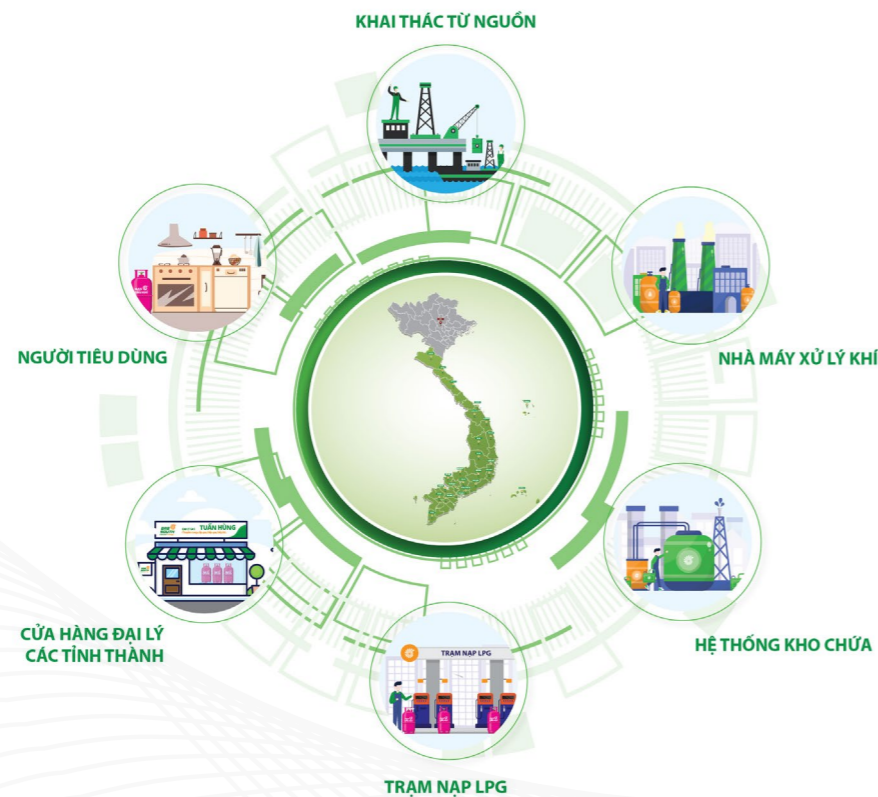 KHAI THÁC TỪ NGUỒN
NHÀ MÁY XỬ LÝ KHÍ
HỆ THỐNG KHO CHỨA
TRẠM NẠP LPG
TRẠM NẠP LPG
CỬA HÀNG ĐẠI LÝ
CÁC TỈNH THÀNH
TUẤN HÙNG
NGƯỜI TIÊU DÙNG